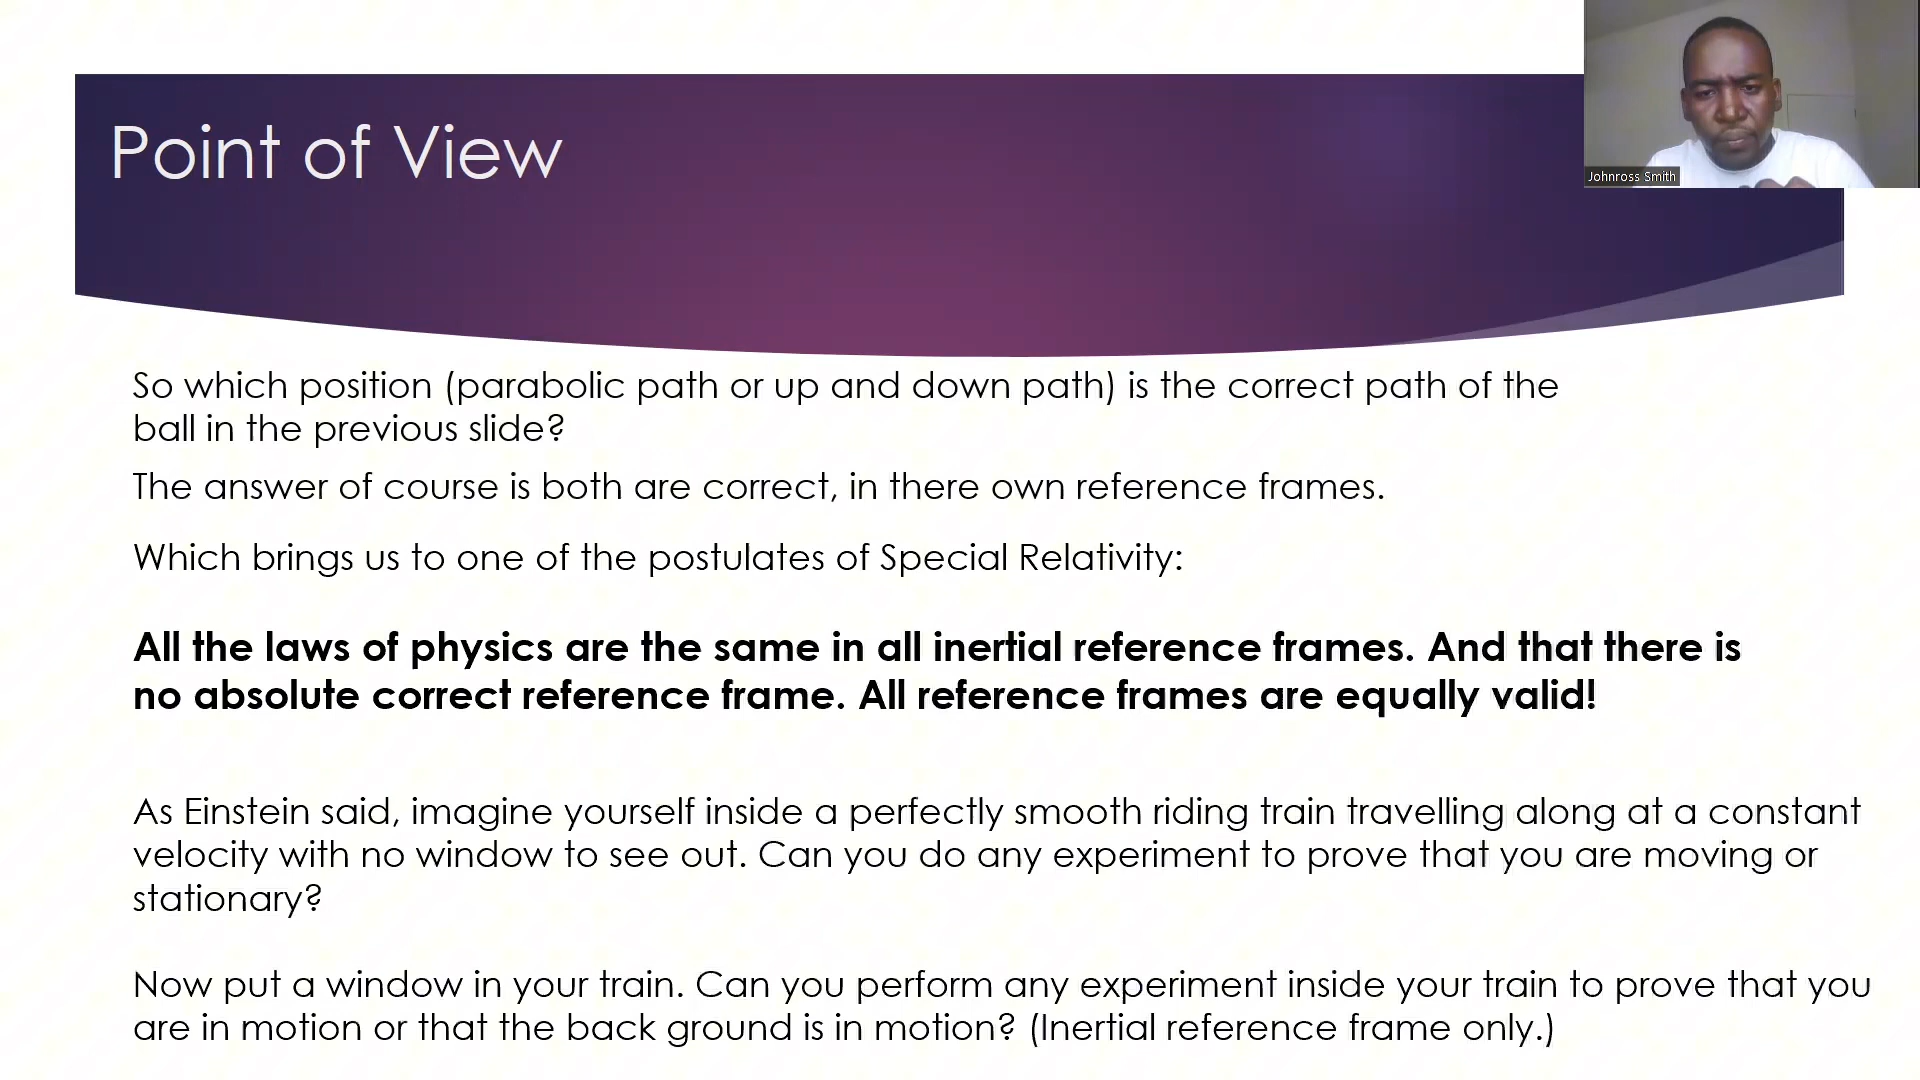 Point of View
Johnross Smith
So which position (parabolic path or up and down path) is the correct path of the
ball in the previous slide?
The answer of course is both are correct, in there own reference frames.
Which brings us to one of the postulates of Special Relativity:
All the laws of physics are the same in all inertial reference frames. And that there is
no absolute correct reference frame. All reference frames are equally valid!
As Einstein said, imagine yourself inside a perfectly smooth riding train travelling along at a constant
velocity with no window to see out. Can you do any experiment to prove that you are moving or
stationary?
Now put a window in your train. Can you perform any experiment inside your train to prove that you
are in motion or that the back ground is in motion? (Inertial reference frame only.)